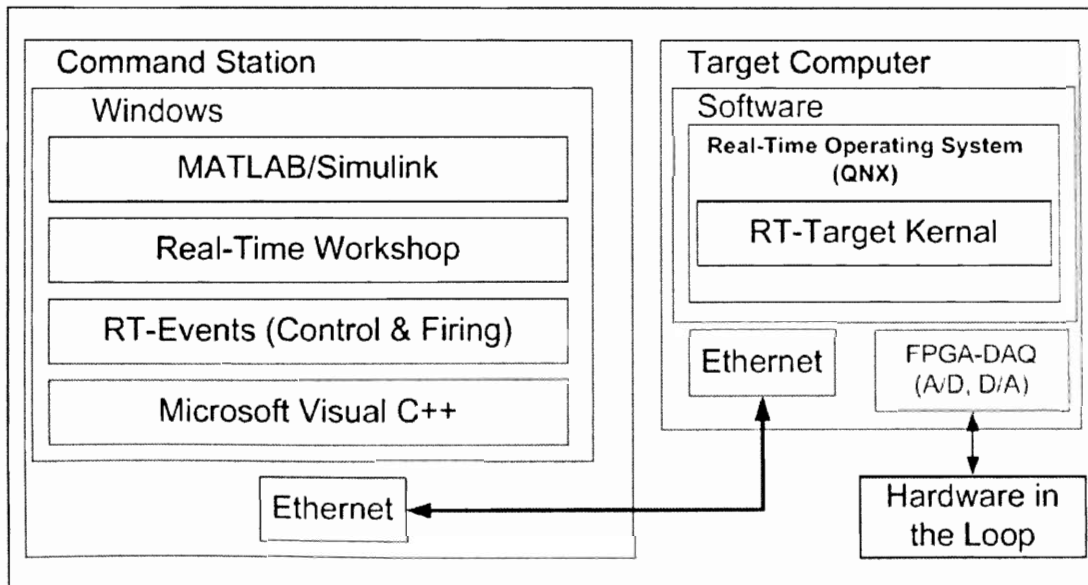 Command Station
Windows
MATLAB/Simulink
Real-Time Workshop
RT-Events (Control & Firing)
Microsoft Visual C++
Ethernet
Target Computer
Software
Real-Time Operating System
(QNX)
RT-Target Kernal
Ethernet
FPGA-DAQ
(A/D, D/A)
Hardware in
the Loop